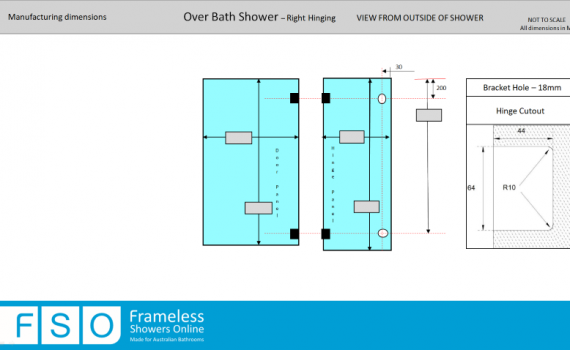 Manufacturing dimensions
Over Bath Shower – Right Hinging
VIEW FROM OUTSIDE OF SHOWER
NOT TO SCALE
All dimensions in M
30
200
Bracket Hole – 18mm
Hinge Cutout
44
64
R10
Door Panel
Hinge Panel
FSO
Frameless
Showers Online
Made for Australian Bathrooms